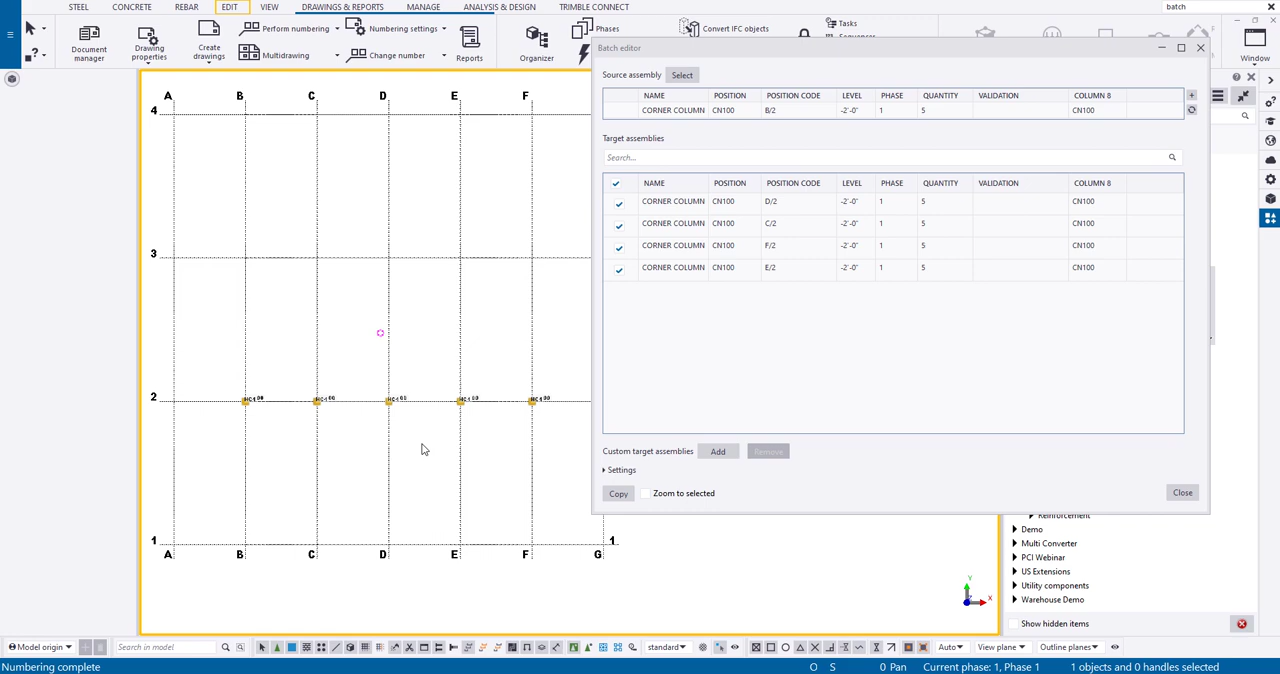 STEEL CONCRETE REBAR EDIT VIEW DRAWINGS & REPORTS MANAGE ANALYSIS & DESIGN TRIMBLE CONNECT batch
Document manager
Drawing properties
Create drawings
Perform numbering
Multidrawing
Numbering settings
Change number
Reports
Organizer
Phases
Convert IFC objects
Tasks
Window
Batch editor
Source assembly Select
NAME POSITION POSITION CODE LEVEL PHASE QUANTITY VALIDATION COLUMN 8
CORNER COLUMN CN100 B/2 -2'-0" 1 5 CN100
Target assemblies
Search...
NAME POSITION POSITION CODE LEVEL PHASE QUANTITY VALIDATION COLUMN 8
CORNER COLUMN CN100 D/2 -2'-0" 1 5 CN100
CORNER COLUMN CN100 C/2 -2'-0" 1 5 CN100
CORNER COLUMN CN100 F/2 -2'-0" 1 5 CN100
CORNER COLUMN CN100 E/2 -2'-0" 1 5 CN100
Custom target assemblies Add Remove
Settings
Copy Zoom to selected Close
A B C D E F
4
3
2
1 1
A B C D E F G
Y
X
Reinforcement
Demo
Multi Converter
PCI Webinar
US Extensions
Utility components
Warehouse Demo
Show hidden items
Model origin Search in model standard Auto View plane Outline planes
Numbering complete O S 0 Pan Current phase: 1, Phase 1 1 objects and 0 handles selected